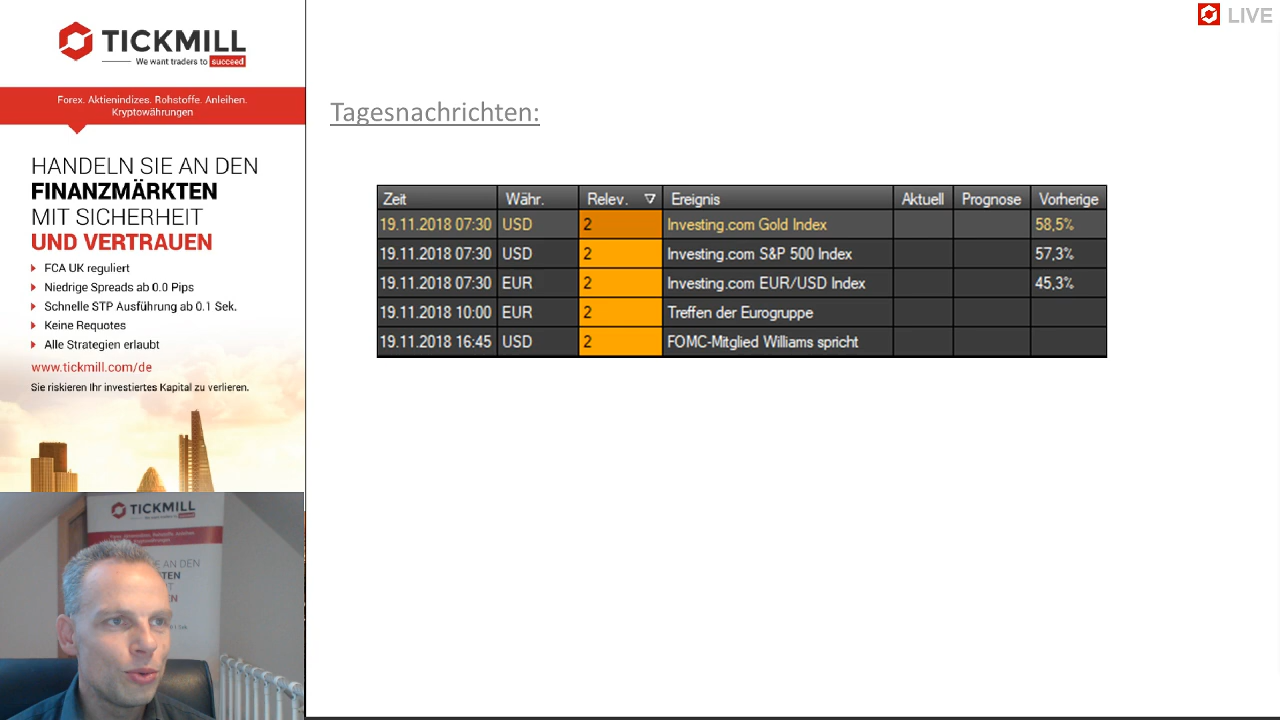 TICKMILL
We want traders to succeed
Forex. Aktienindizes. Rohstoffe. Anleihen.
Kryptowährungen
HANDELN SIE AN DEN
FINANZMÄRKTEN
MIT SICHERHEIT
UND VERTRAUEN
FCA UK reguliert
Niedrige Spreads ab 0.0 Pips
Schnelle STP Ausführung ab 0.1 Sek.
Keine Requotes
Alle Strategien erlaubt
www.tickmill.com/de
Sie riskieren Ihr investiertes Kapital zu verlieren.
TICKMILL
LIVE
Tagesnachrichten:
Zeit Währ. Relev. Ereignis Aktuell Prognose Vorherige
19.11.2018 07:30 USD 2 Investing.com Gold Index 58,5%
19.11.2018 07:30 USD 2 Investing.com S&P 500 Index 57,3%
19.11.2018 07:30 EUR 2 Investing.com EUR/USD Index 45,3%
19.11.2018 10:00 EUR 2 Treffen der Eurogruppe
19.11.2018 16:45 USD 2 FOMC-Mitglied Williams spricht